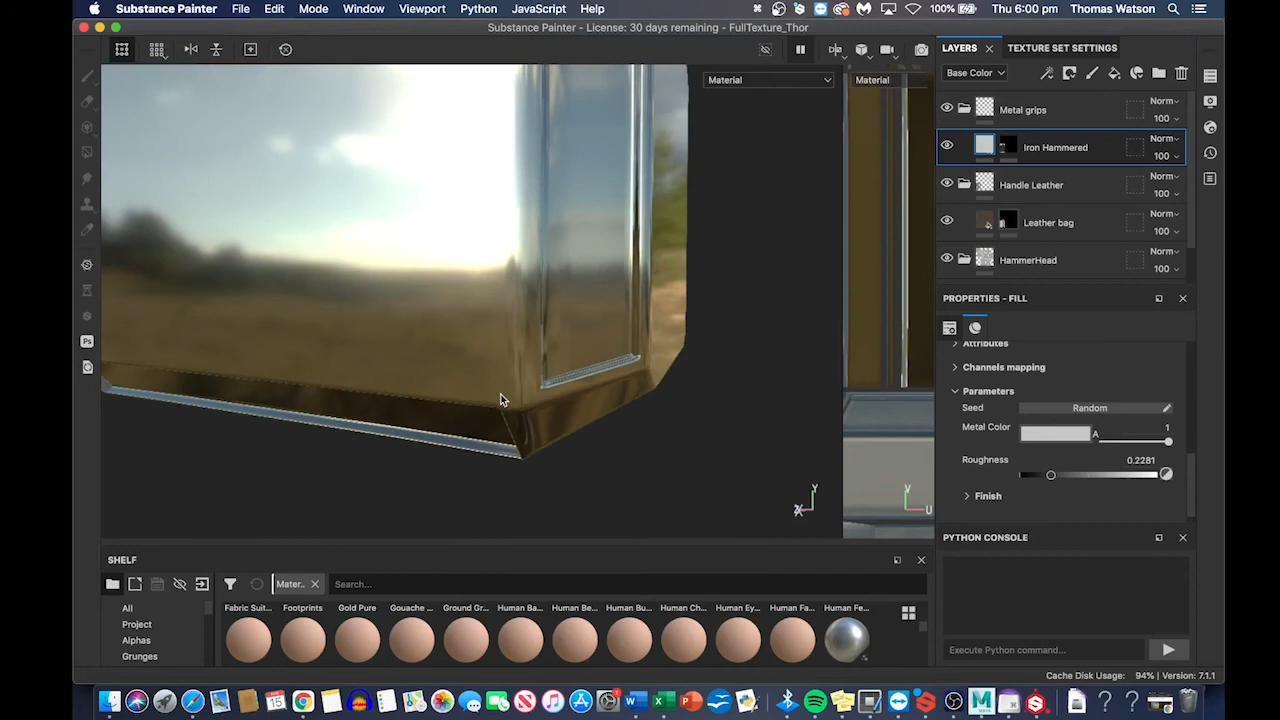 Substance Painter File Edit Mode Window Viewport Python JavaScript Help
100% Thu 6:00 pm Thomas Watson
Substance Painter - License: 30 days remaining - FullTexture_Thor
Material
Material
LAYERS
TEXTURE SET SETTINGS
Base Color
Metal grips
Norm
100
Iron Hammered
Norm
100
Handle Leather
Norm
100
Leather bag
Norm
100
HammerHead
Norm
100
PROPERTIES - FILL
Attributes
Channels mapping
Parameters
Seed
Random
Metal Color
A
1
Roughness
0.2281
Finish
Y
X
V
U
PYTHON CONSOLE
Execute Python command...
SHELF
Mater..
Search...
All
Project
Alphas
Grunges
Fabric Suit...
Footprints
Gold Pure
Gouache ...
Ground Gr...
Human Ba...
Human Be...
Human Bu...
Human Ch...
Human Ey...
Human Fa...
Human Fe...
Ps
Cache Disk Usage: 94% | Version: 7.1.1
15
1